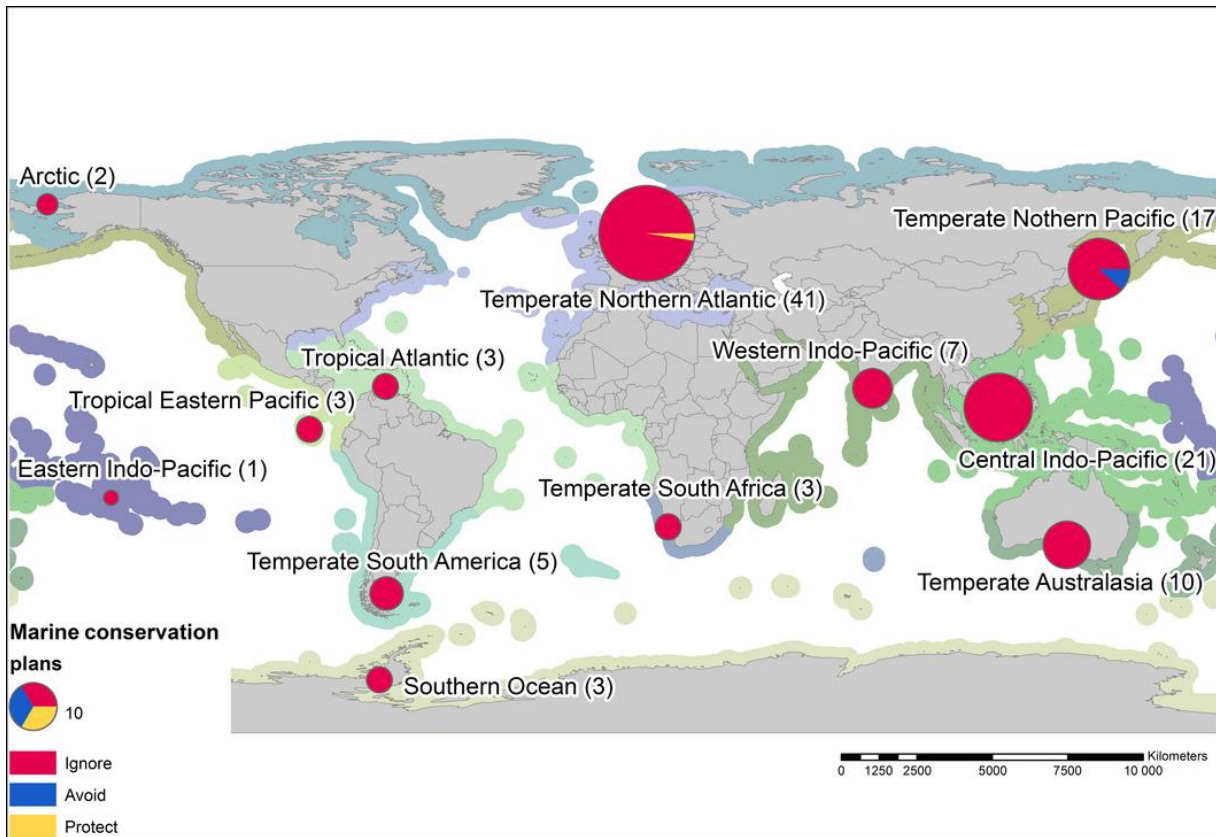 Arctic (2)
Temperate Nothern Pacific (17
Temperate Northern Atlantic (41)
Tropical Atlantic (3)
Western Indo-Pacific (7)
Tropical Eastern Pacific (3)
Central Indo-Pacific (21)
Eastern Indo-Pacific (1)
Temperate South Africa (3)
Temperate South America (5)
Temperate Australasia (10)
Southern Ocean (3)
Marine conservation
plans
10
Ignore
Avoid
Protect
Kilometers
0 1250 2500 5000 7500 10 000